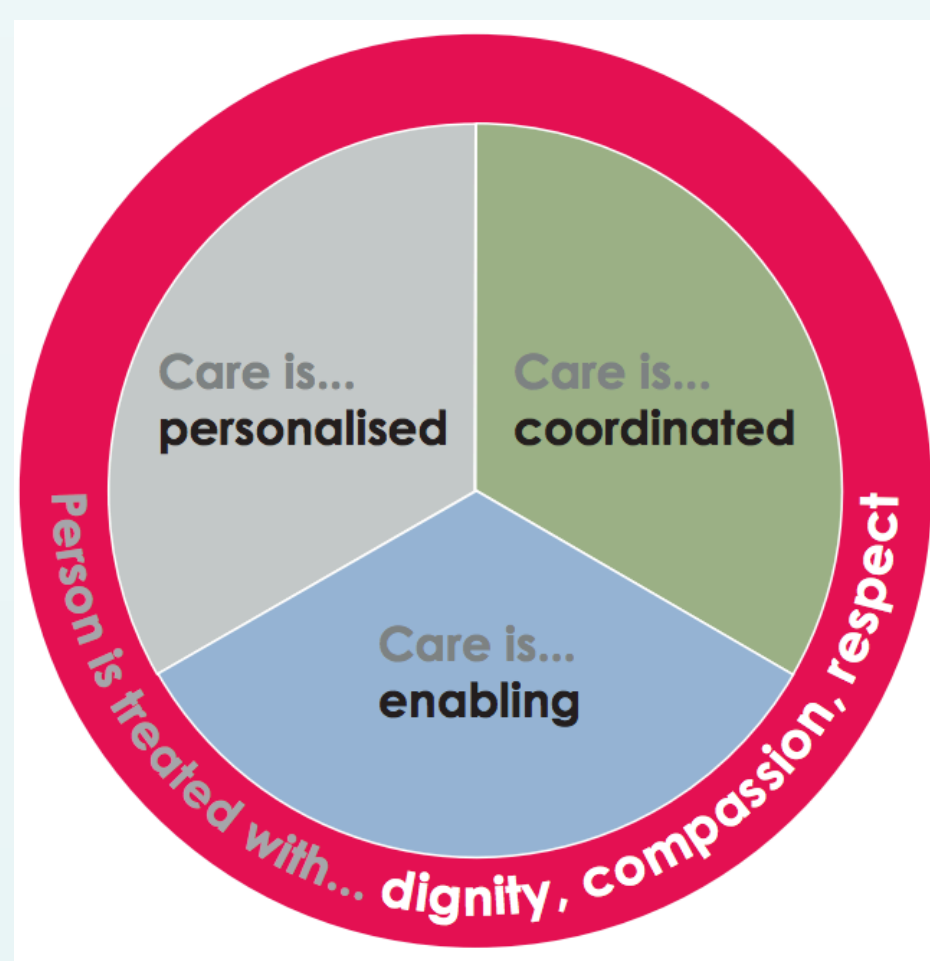 Care is...
personalised
Care is...
coordinated
Care is...
enabling
Person is treated with... dignity, compassion, respect